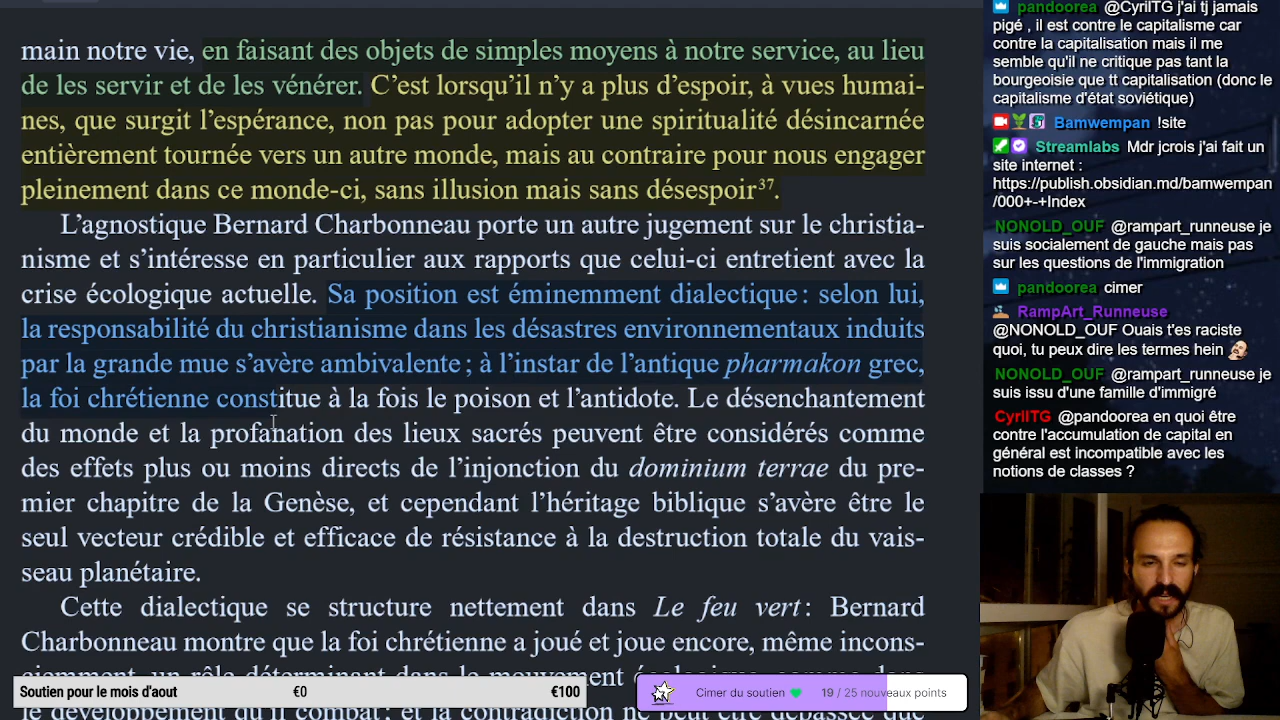 main notre vie, en faisant des objets de simples moyens à notre service, au lieu
de les servir et de les vénérer. C’est lorsqu’il n’y a plus d’espoir, à vues humai-
nes, que surgit l’espérance, non pas pour adopter une spiritualité désincarnée
entièrement tournée vers un autre monde, mais au contraire pour nous engager
pleinement dans ce monde-ci, sans illusion mais sans désespoir³⁷.
L’agnostique Bernard Charbonneau porte un autre jugement sur le christia-
nisme et s’intéresse en particulier aux rapports que celui-ci entretient avec la
crise écologique actuelle. Sa position est éminemment dialectique : selon lui,
la responsabilité du christianisme dans les désastres environnementaux induits
par la grande mue s’avère ambivalente ; à l’instar de l’antique pharmakon grec,
la foi chrétienne constitue à la fois le poison et l’antidote. Le désenchantement
du monde et la profanation des lieux sacrés peuvent être considérés comme
des effets plus ou moins directs de l’injonction du dominium terrae du pre-
mier chapitre de la Genèse, et cependant l’héritage biblique s’avère être le
seul vecteur crédible et efficace de résistance à la destruction totale du vais-
seau planétaire.
Cette dialectique se structure nettement dans Le feu vert : Bernard
Charbonneau montre que la foi chrétienne a joué et joue encore, même incons-
ciemment, un rôle déterminant dans le mouvement
Soutien pour le mois d'aout €0 €100
Cimer du soutien 19 / 25 nouveaux points
pandoorea @CyrilTG j'ai tj jamais
pigé , il est contre le capitalisme car
contre la capitalisation mais il me
semble qu'il ne critique pas tant la
bourgeoisie que tt capitalisation (donc le
capitalisme d'état soviétique)
Bamwempan !site
Streamlabs Mdr jcrois j'ai fait un
site internet :
https://publish.obsidian.md/bamwempan
/000+-+Index
NONOLD_OUF @rampart_runneuse je
suis socialement de gauche mais pas
sur les questions de l'immigration
pandoorea cimer
RampArt_Runneuse
@NONOLD_OUF Ouais t'es raciste
quoi, tu peux dire les termes hein
NONOLD_OUF @rampart_runneuse je
suis issu d'une famille d'immigré
CyrilTG @pandoorea en quoi être
contre l'accumulation de capital en
général est incompatible avec les
notions de classes ?